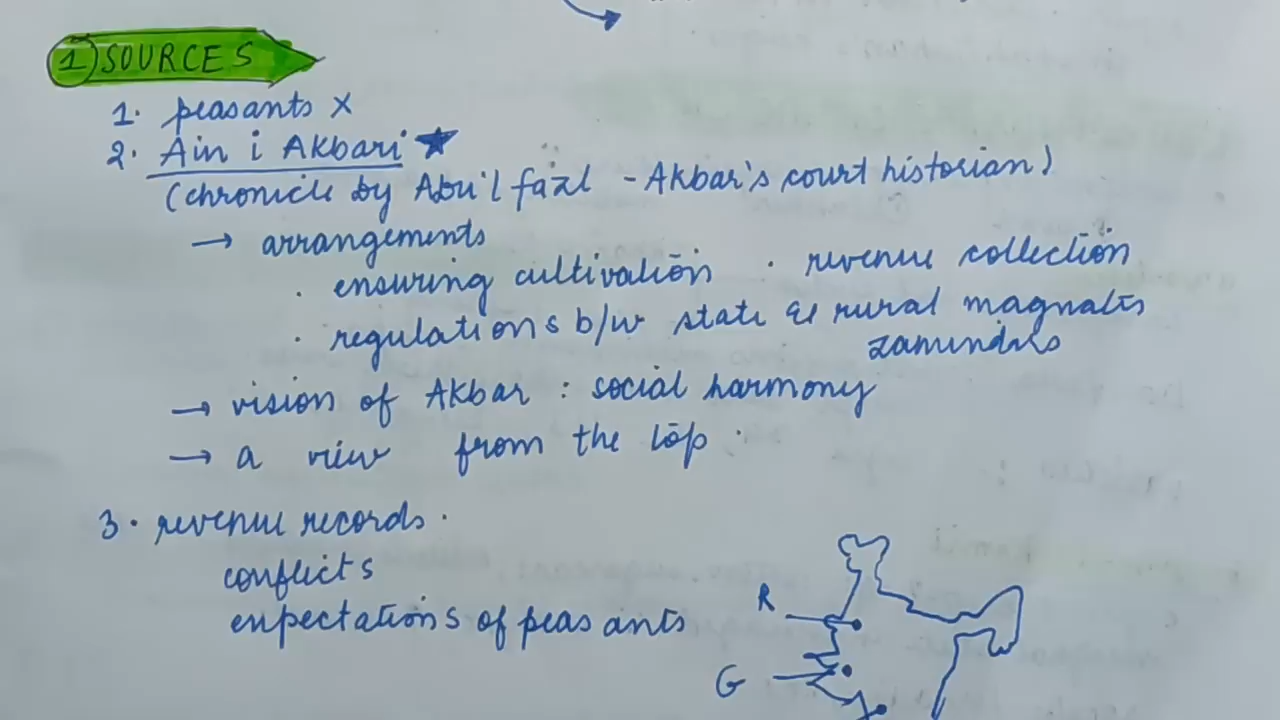 1 SOURCES
1. peasants x
2. Ain i Akbari ★
(chronicle by Abu'l fazl - Akbar's court historian)
→ arrangements
. ensuring cultivation . revenue collection
. regulations b/w state & rural magnates
zamindars
→ vision of Akbar : social harmony
→ a view from the top .
3. revenue records.
conflicts
expectations of peasants
R
G